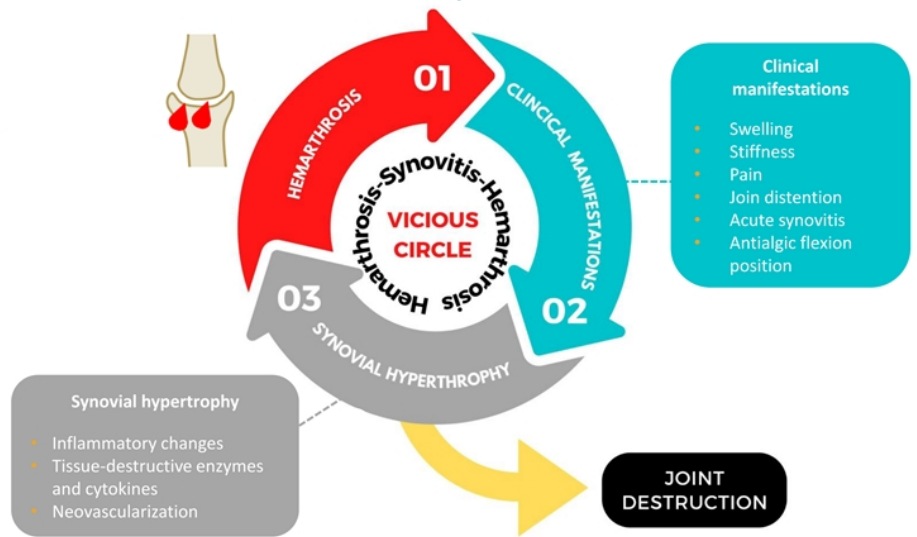 01
HEMARTHROSIS
CLINCICAL MANIFESTATIONS
02
03
SYNOVIAL HYPERTHROPHY
Hemarthrosis-Synovitis-Hemarthrosis
VICIOUS
CIRCLE
Clinical
manifestations
• Swelling
• Stiffness
• Pain
• Join distention
• Acute synovitis
• Antialgic flexion
position
Synovial hypertrophy
• Inflammatory changes
• Tissue-destructive enzymes
and cytokines
• Neovascularization
JOINT
DESTRUCTION